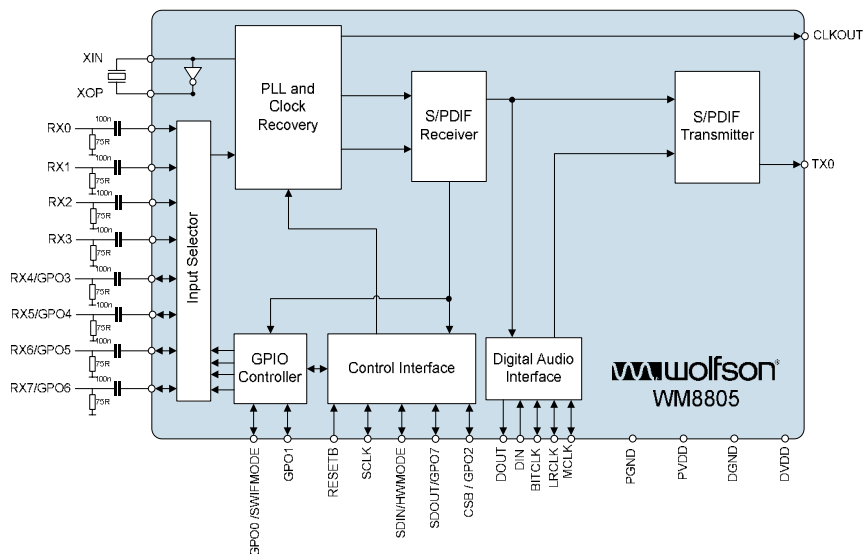 CLKOUT
XIN
XOP
PLL and
Clock
Recovery
S/PDIF
Receiver
S/PDIF
Transmitter
TX0
RX0
100n
75R
RX1
100n
75R
RX2
100n
75R
RX3
100n
75R
RX4/GPO3
100n
75R
RX5/GPO4
100n
75R
RX6/GPO5
100n
75R
RX7/GPO6
100n
75R
Input Selector
GPIO
Controller
Control Interface
Digital Audio
Interface
wolfson®
WM8805
GPO0 /SWIFMODE
GPO1
RESETB
SCLK
SDIN/HWMODE
SDOUT/GPO7
CSB / GPO2
DOUT
DIN
BITCLK
LRCLK
MCLK
PGND
PVDD
DGND
DVDD